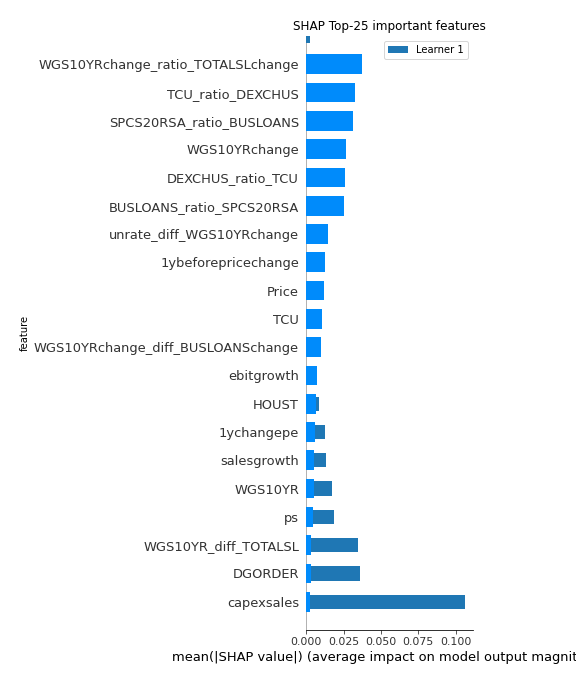 SHAP Top-25 important features
Learner 1
WGS10YRchange_ratio_TOTALSLchange
TCU_ratio_DEXCHUS
SPCS20RSA_ratio_BUSLOANS
WGS10YRchange
DEXCHUS_ratio_TCU
BUSLOANS_ratio_SPCS20RSA
unrate_diff_WGS10YRchange
1ybeforepricechange
Price
TCU
feature
WGS10YRchange_diff_BUSLOANSchange
ebitgrowth
HOUST
1ychangepe
salesgrowth
WGS10YR
ps
WGS10YR_diff_TOTALSL
DGORDER
capexsales
0.000 0.025 0.050 0.075 0.100
mean(|SHAP value|) (average impact on model output magnit